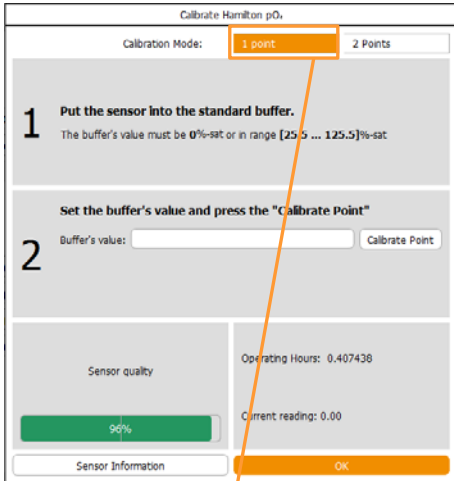 Calibrate Hamilton pO₂
Calibration Mode: 1 point 2 Points
1 Put the sensor into the standard buffer.
The buffer's value must be 0%-sat or in range [25.5 ... 125.5]%-sat
Set the buffer's value and press the "Calibrate Point"
2 Buffer's value: Calibrate Point
Sensor quality
96%
Operating Hours: 0.407438
Current reading: 0.00
Sensor Information OK